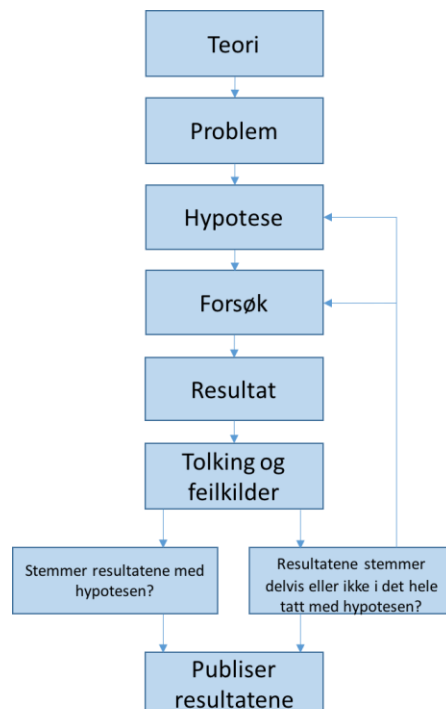 Teori
Problem
Hypotese
Forsøk
Resultat
Tolking og
feilkilder
Stemmer resultatene med
hypotesen?
Resultatene stemmer
delvis eller ikke i det hele
tatt med hypotesen?
Publiser
resultatene